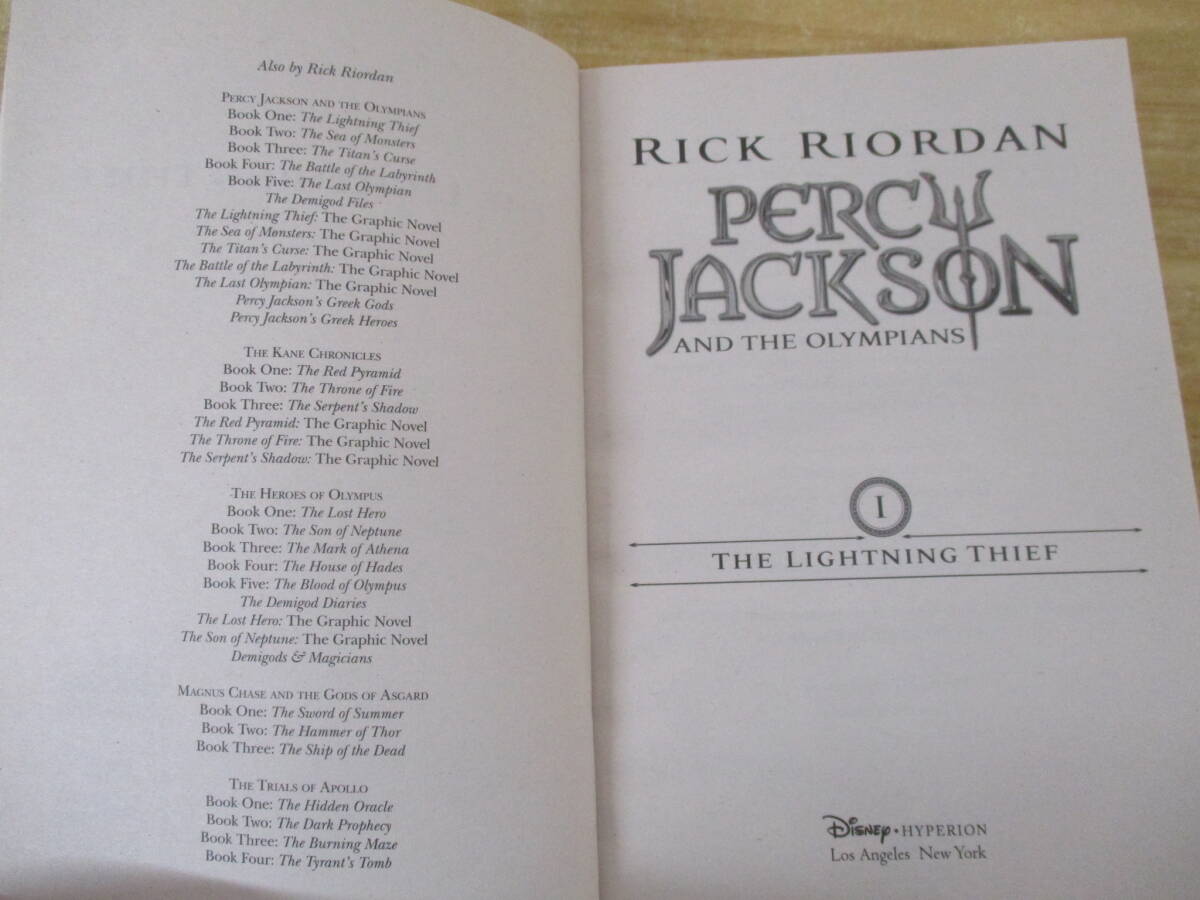 Also by Rick Riordan
PERCY JACKSON AND THE OLYMPIANS
Book One: The Lightning Thief
Book Two: The Sea of Monsters
Book Three: The Titan's Curse
Book Four: The Battle of the Labyrinth
Book Five: The Last Olympian
The Demigod Files
The Lightning Thief: The Graphic Novel
The Sea of Monsters: The Graphic Novel
The Titan's Curse: The Graphic Novel
The Battle of the Labyrinth: The Graphic Novel
The Last Olympian: The Graphic Novel
Percy Jackson's Greek Gods
Percy Jackson's Greek Heroes
THE KANE CHRONICLES
Book One: The Red Pyramid
Book Two: The Throne of Fire
Book Three: The Serpent's Shadow
The Red Pyramid: The Graphic Novel
The Throne of Fire: The Graphic Novel
The Serpent's Shadow: The Graphic Novel
THE HEROES OF OLYMPUS
Book One: The Lost Hero
Book Two: The Son of Neptune
Book Three: The Mark of Athena
Book Four: The House of Hades
Book Five: The Blood of Olympus
The Demigod Diaries
The Lost Hero: The Graphic Novel
The Son of Neptune: The Graphic Novel
Demigods & Magicians
MAGNUS CHASE AND THE GODS OF ASGARD
Book One: The Sword of Summer
Book Two: The Hammer of Thor
Book Three: The Ship of the Dead
THE TRIALS OF APOLLO
Book One: The Hidden Oracle
Book Two: The Dark Prophecy
Book Three: The Burning Maze
Book Four: The Tyrant's Tomb
RICK RIORDAN
PERCY
JACKSON
AND THE OLYMPIANS
I
THE LIGHTNING THIEF
Disney • HYPERION
Los Angeles New York